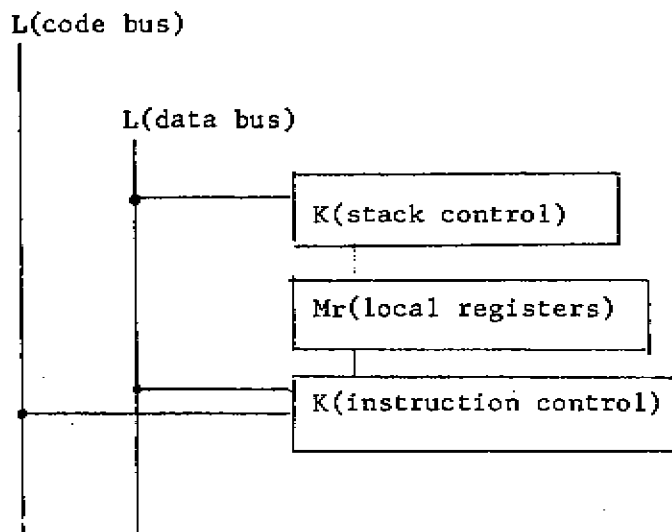 L(code bus)
L(data bus)
K(stack control)
Mr(local registers)
K(instruction control)